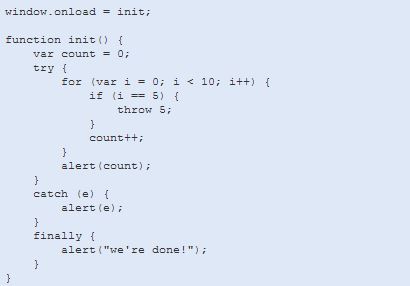 window.onload = init;

function init() {
    var count = 0;
    try {
        for (var i = 0; i < 10; i++) {
            if (i == 5) {
                throw 5;
            }
            count++;
        }
        alert(count);
    }
    catch (e) {
        alert(e);
    }
    finally {
        alert("we're done!");
    }
}